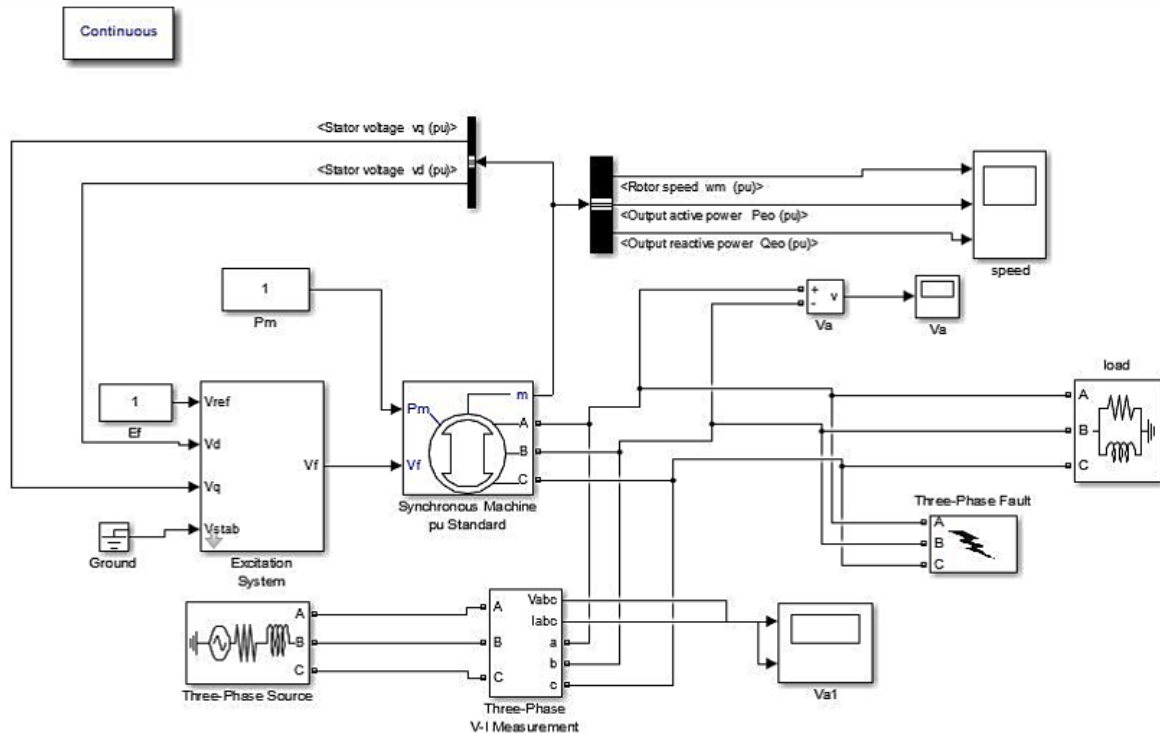 Continuous
<Stator voltage vq (pu)>
<Stator voltage vd (pu)>
<Rotor speed wm (pu)>
<Output active power Peo (pu)>
<Output reactive power Qeo (pu)>
speed
1
Pm
+
-
v
Va
Va
load
A
B
C
1
Ef
Vref
Vd
Vq
Vstab
Vf
Excitation
System
Ground
Pm
Vf
m
A
B
C
Synchronous Machine
pu Standard
Three-Phase Fault
A
B
C
A
B
C
Three-Phase Source
A
B
C
Vabc
Iabc
a
b
c
Three-Phase
V-I Measurement
Va1